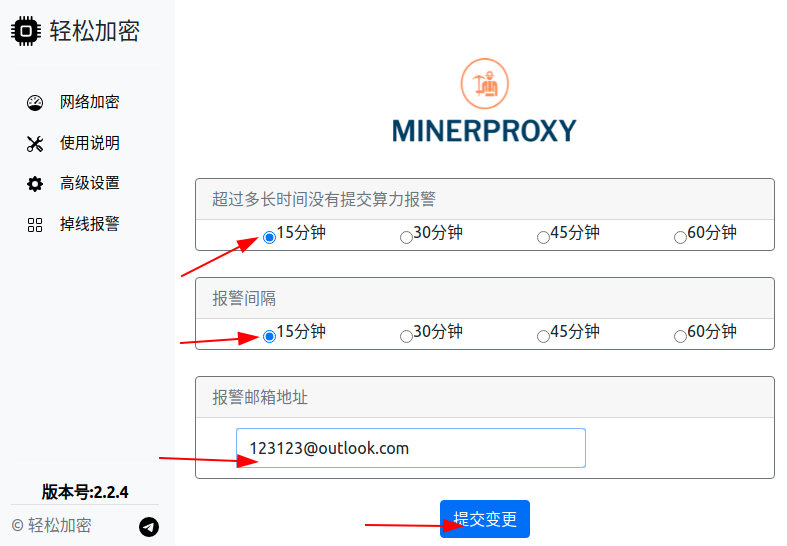 轻松加密
网络加密
使用说明
高级设置
掉线报警
版本号:2.2.4
© 轻松加密
MINERPROXY
超过多长时间没有提交算力报警
15分钟 30分钟 45分钟 60分钟
报警间隔
15分钟 30分钟 45分钟 60分钟
报警邮箱地址
123123@outlook.com
提交变更